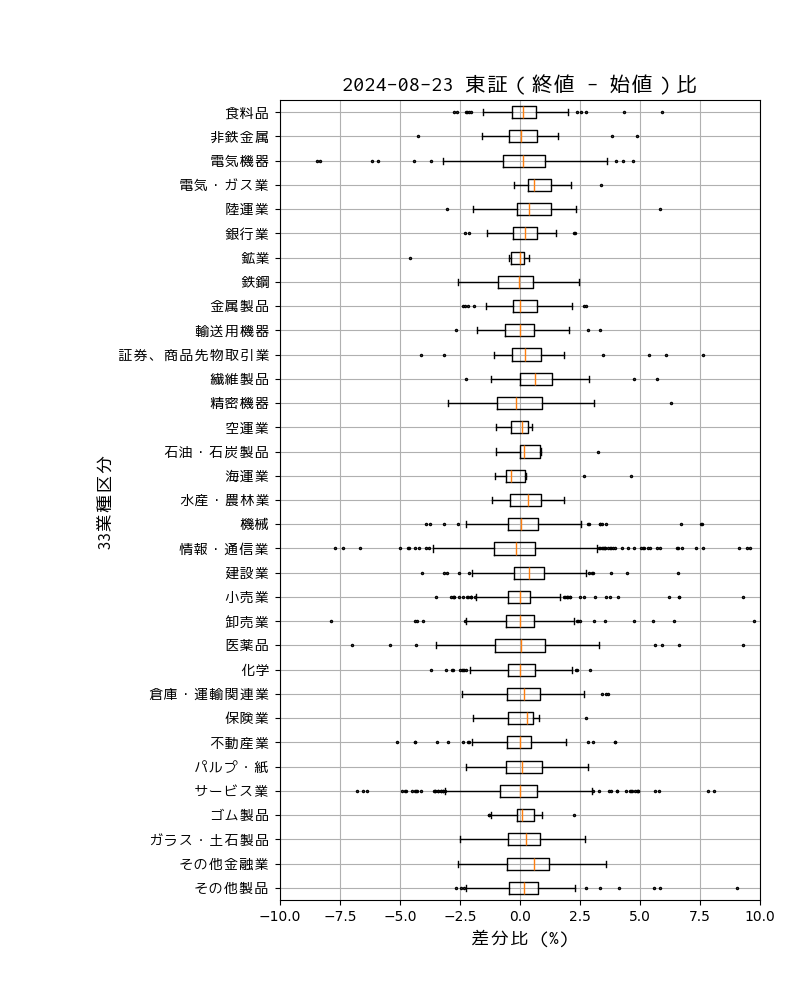 2024-08-23 東証（終値 - 始値）比
食料品
非鉄金属
電気機器
電気・ガス業
陸運業
銀行業
鉱業
鉄鋼
金属製品
輸送用機器
証券、商品先物取引業
繊維製品
精密機器
空運業
石油・石炭製品
海運業
水産・農林業
機械
情報・通信業
建設業
小売業
卸売業
医薬品
化学
倉庫・運輸関連業
保険業
不動産業
パルプ・紙
サービス業
ゴム製品
ガラス・土石製品
その他金融業
その他製品
33業種区分
−10.0 −7.5 −5.0 −2.5 0.0 2.5 5.0 7.5 10.0
差分比 (%)